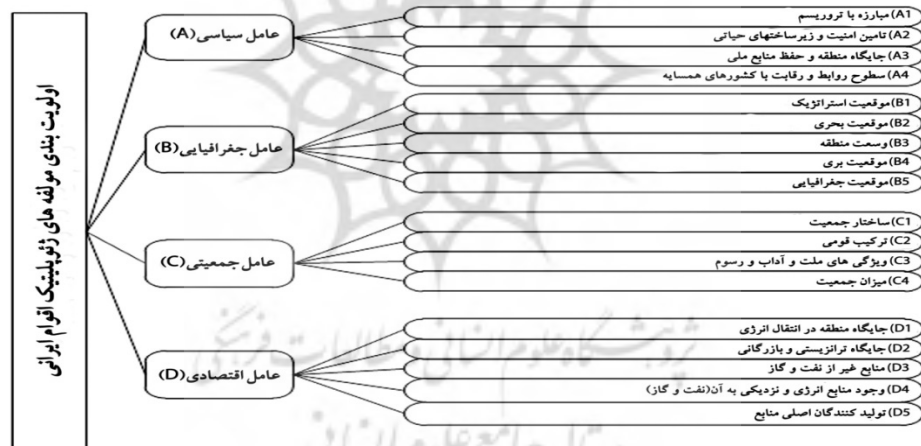 اولویت بندی مولفه های ژئوپلیتیک اقوام ایرانی
عامل سیاسی(A)
A1)مبارزه با تروریسم
A2)تامین امنیت و زیرساختهای حیاتی
A3)جایگاه منطقه و حفظ منابع ملی
A4)سطوح روابط و رقابت با کشورهای همسایه
عامل جغرافیایی(B)
B1)موقعیت استراتژیک
B2)موقعیت بحری
B3)وسعت منطقه
B4)موقعیت بری
B5)موقعیت جغرافیایی
عامل جمعیتی(C)
C1)ساختار جمعیت
C2)ترکیب قومی
C3)ویژگی های ملت و آداب و رسوم
C4)میزان جمعیت
عامل اقتصادی(D)
D1)جایگاه منطقه در انتقال انرژی
D2)جایگاه ترانزیستی و بازرگانی
D3)منابع غیر از نفت و گاز
D4)وجود منابع انرژی و نزدیکی به آن(نفت و گاز)
D5)تولید کنندگان اصلی منابع
پژوهشگاه علوم انسانی و مطالعات فرهنگی